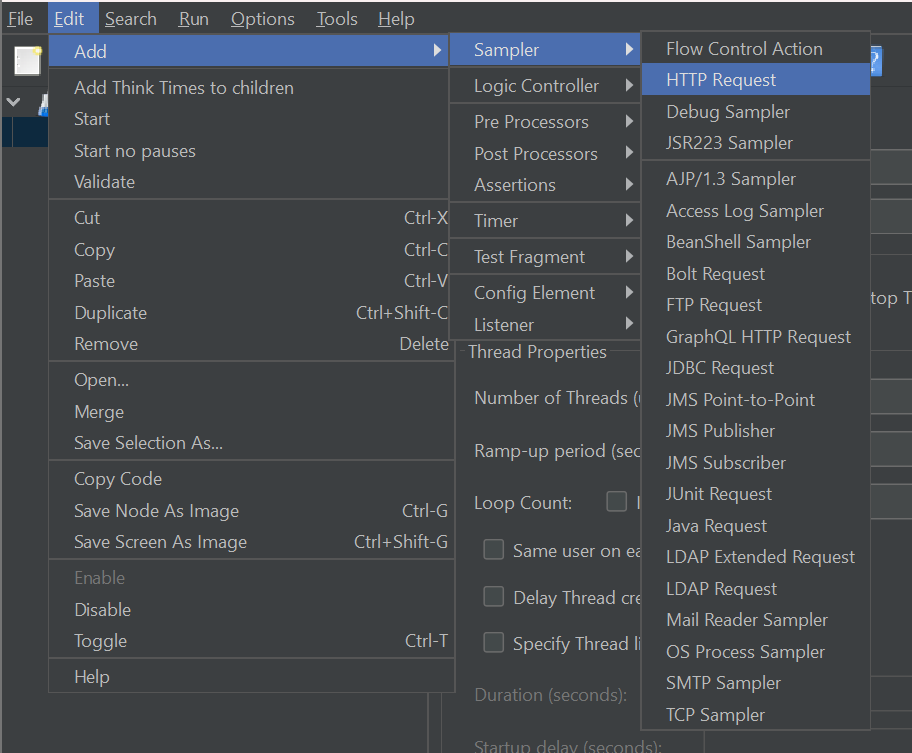 File Edit Search Run Options Tools Help
Add
Add Think Times to children
Start
Start no pauses
Validate
Cut Ctrl-X
Copy Ctrl-C
Paste Ctrl-V
Duplicate Ctrl+Shift-C
Remove Delete
Open...
Merge
Save Selection As...
Copy Code
Save Node As Image Ctrl-G
Save Screen As Image Ctrl+Shift-G
Enable
Disable
Toggle Ctrl-T
Help
Sampler
Logic Controller
Pre Processors
Post Processors
Assertions
Timer
Test Fragment
Config Element
Listener
Flow Control Action
HTTP Request
Debug Sampler
JSR223 Sampler
AJP/1.3 Sampler
Access Log Sampler
BeanShell Sampler
Bolt Request
FTP Request
GraphQL HTTP Request
JDBC Request
JMS Point-to-Point
JMS Publisher
JMS Subscriber
JUnit Request
Java Request
LDAP Extended Request
LDAP Request
Mail Reader Sampler
OS Process Sampler
SMTP Sampler
TCP Sampler
?
top T
Thread Properties
Number of Threads (
Ramp-up period (sec
Loop Count:
Same user on ea
Delay Thread cre
Specify Thread li
Duration (seconds):
Startup delay (seconds):